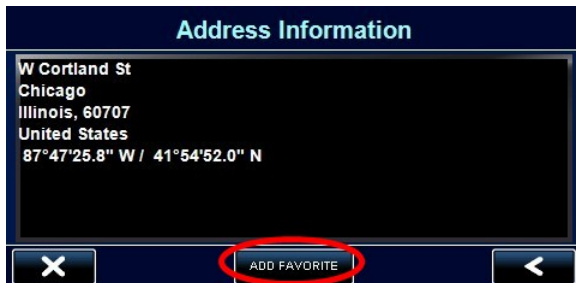 Address Information
W Cortland St
Chicago
Illinois, 60707
United States
87°47'25.8" W / 41°54'52.0" N
ADD FAVORITE